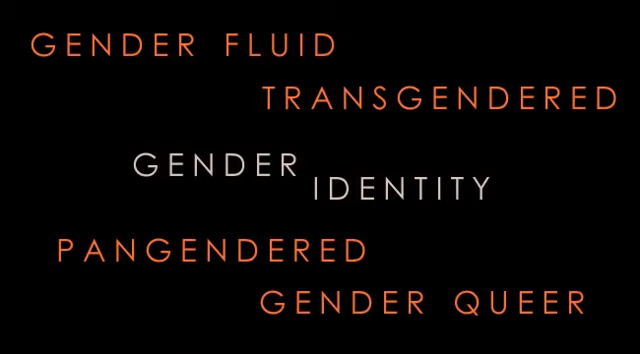 GENDER FLUID
TRANSGENDERED
GENDER
IDENTITY
PANGENDERED
GENDER QUEER